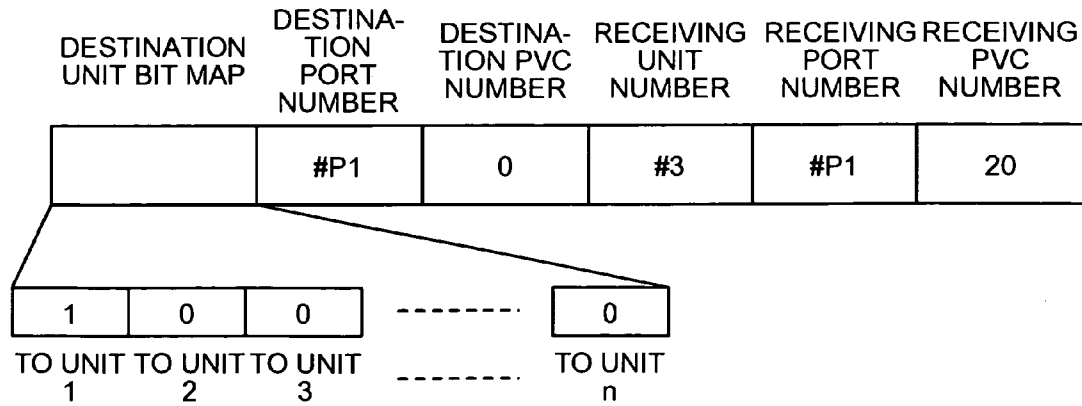 DESTINATION UNIT BIT MAP
DESTINA-
TION
PORT
NUMBER
DESTINA-
TION PVC
NUMBER
RECEIVING
UNIT
NUMBER
RECEIVING
PORT
NUMBER
RECEIVING
PVC
NUMBER
#P1 0 #3 #P1 20
1 0 0 -------- 0
TO UNIT 1
TO UNIT 2
TO UNIT 3
--------
TO UNIT n